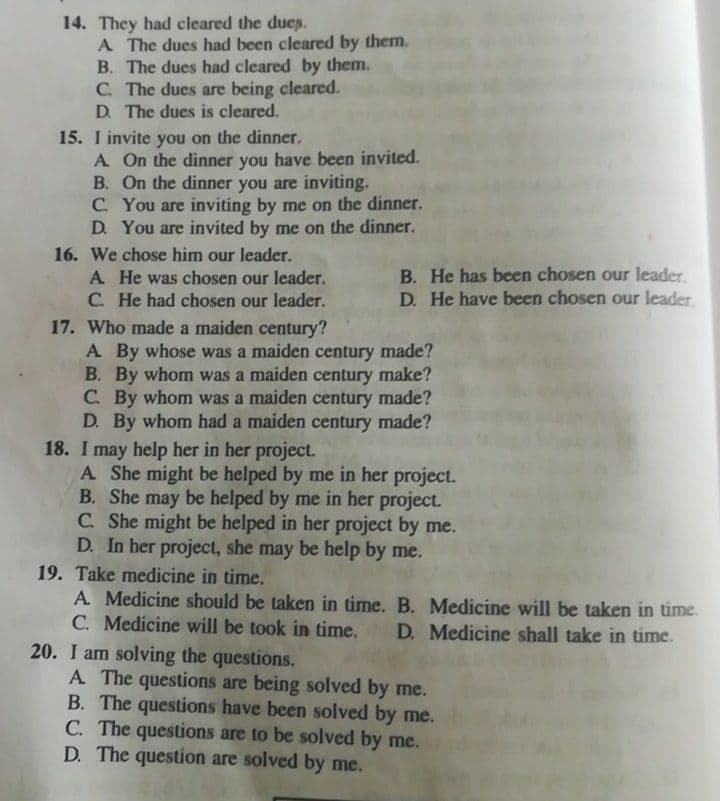 14. They had cleared the dues.
A The dues had been cleared by them.
B. The dues had cleared by them.
C. The dues are being cleared.
D. The dues is cleared.
15. I invite you on the dinner.
A On the dinner you have been invited.
B. On the dinner you are inviting.
C You are inviting by me on the dinner.
D. You are invited by me on the dinner.
16. We chose him our leader.
A He was chosen our leader. B. He has been chosen our leader.
C. He had chosen our leader. D. He have been chosen our leader.
17. Who made a maiden century?
A By whose was a maiden century made?
B. By whom was a maiden century make?
C. By whom was a maiden century made?
D. By whom had a maiden century made?
18. I may help her in her project.
A She might be helped by me in her project.
B. She may be helped by me in her project.
C. She might be helped in her project by me.
D. In her project, she may be help by me.
19. Take medicine in time.
A Medicine should be taken in time. B. Medicine will be taken in time.
C. Medicine will be took in time. D. Medicine shall take in time.
20. I am solving the questions.
A The questions are being solved by me.
B. The questions have been solved by me.
C. The questions are to be solved by me.
D. The question are solved by me.